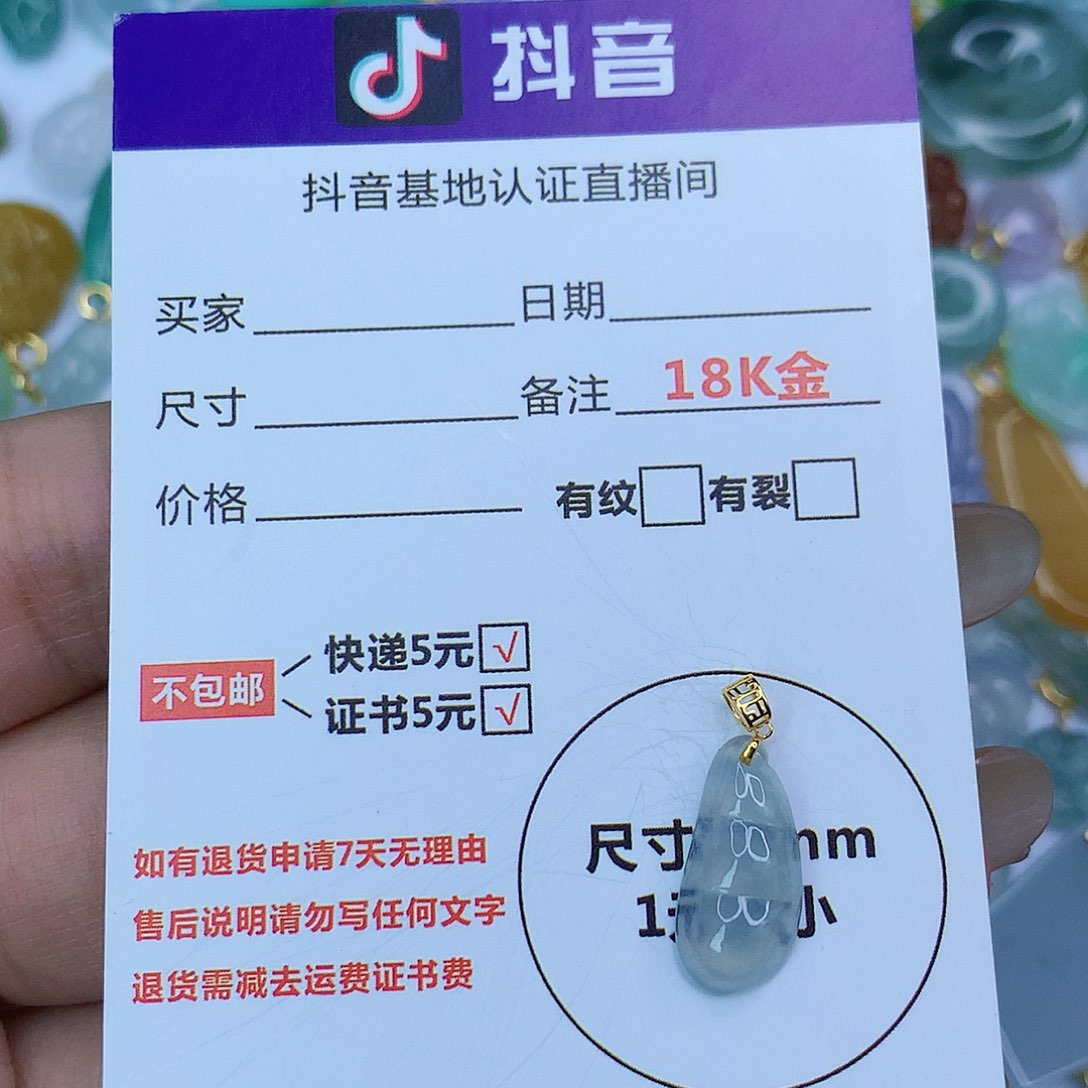 抖音
抖音基地认证直播间
买家 日期
尺寸 备注 18K金
价格 有纹 有裂
不包邮
快递5元 √
证书5元 √
如有退货申请7天无理由
售后说明请勿写任何文字
退货需减去运费证书费
尺寸 mm
1 小